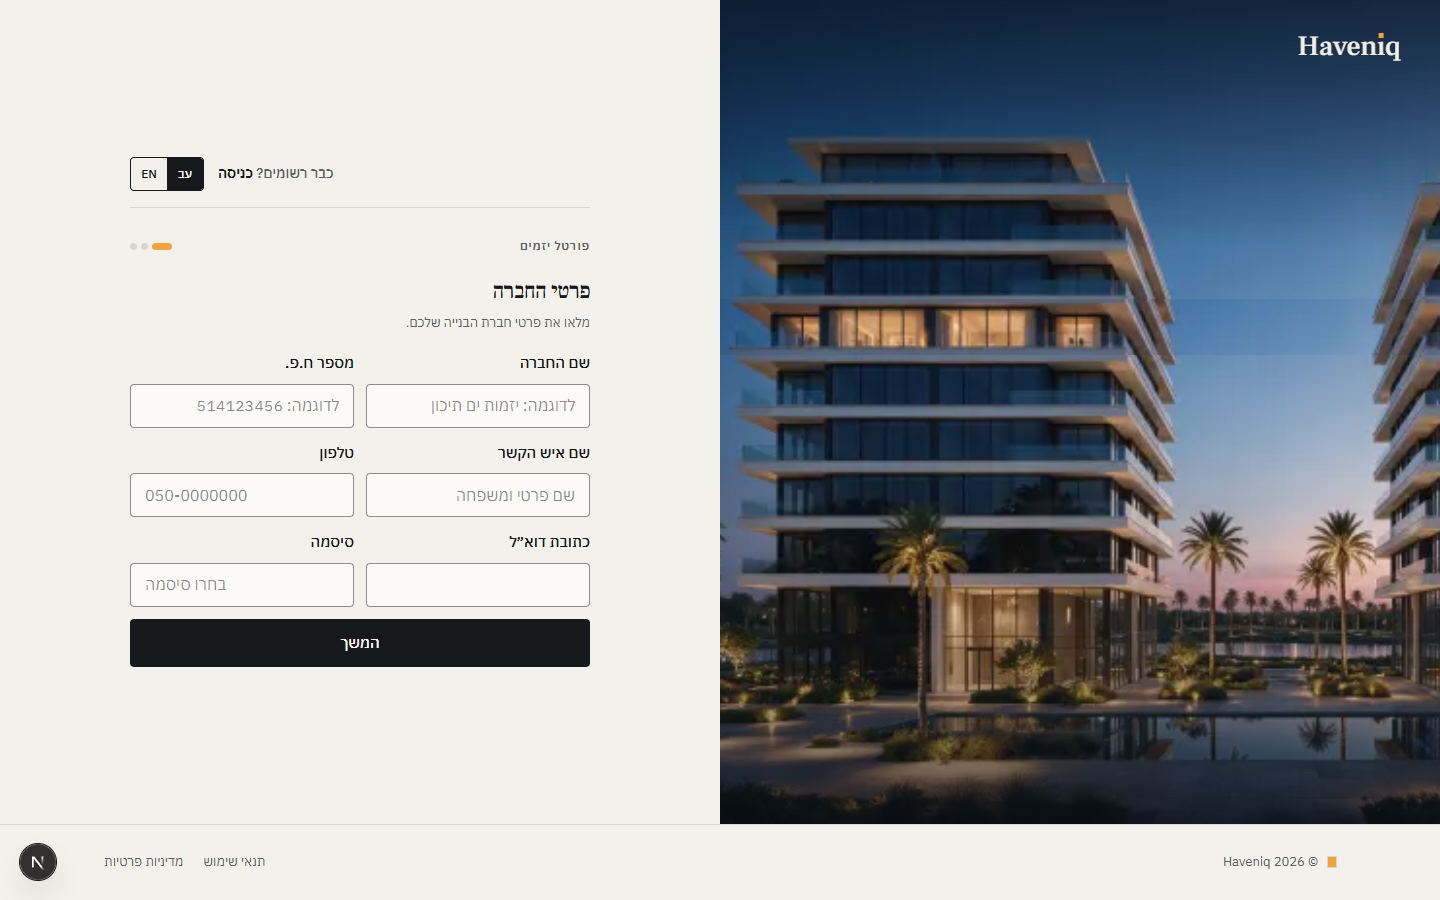 Haveniq
כבר רשומים? כניסה
עב
EN
פורטל יזמים
פרטי החברה
מלאו את פרטי חברת הבנייה שלכם.
שם החברה
מספר ח.פ.
לדוגמה: יזמות ים תיכון
לדוגמה: 514123456
שם איש הקשר
טלפון
שם פרטי ומשפחה
050-0000000
כתובת דוא״ל
סיסמה
בחרו סיסמה
המשך
Haveniq 2026 ©
תנאי שימוש
מדיניות פרטיות
N